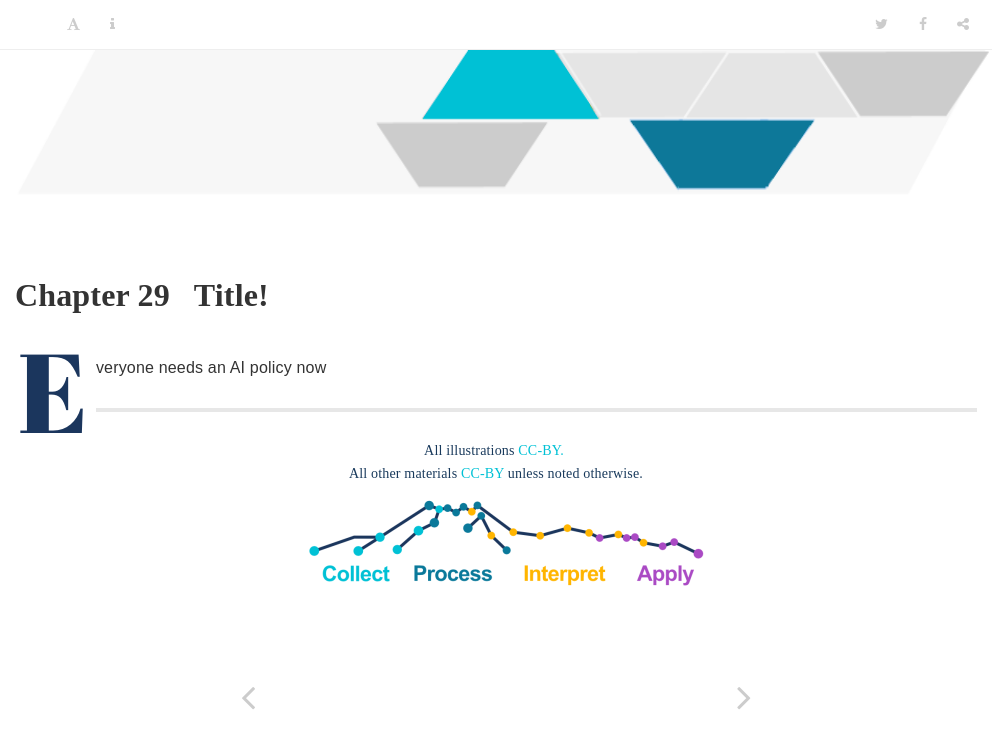 Chapter 29 Title!
Everyone needs an AI policy now
All illustrations CC-BY.
All other materials CC-BY unless noted otherwise.
Collect Process Interpret Apply